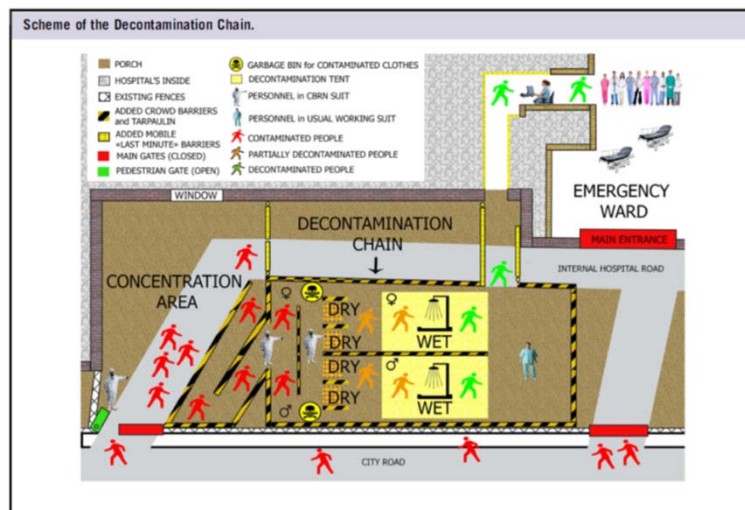 Scheme of the Decontamination Chain.
PORCH
HOSPITAL'S INSIDE
EXISTING FENCES
ADDED CROWD BARRIERS
and TARPAULIN
ADDED MOBILE
«LAST MINUTE» BARRIERS
MAIN GATES (CLOSED)
PEDESTRIAN GATE (OPEN)
GARBAGE BIN for CONTAMINATED CLOTHES
DECONTAMINATION TENT
PERSONNEL in CBRN SUIT
PERSONNEL in USUAL WORKING SUIT
CONTAMINATED PEOPLE
PARTIALLY DECONTAMINATED PEOPLE
DECONTAMINATED PEOPLE
WINDOW
EMERGENCY
WARD
MAIN ENTRANCE
DECONTAMINATION
CHAIN
INTERNAL HOSPITAL ROAD
CONCENTRATION
AREA
♀
♀
DRY
WET
DRY
♂
DRY
WET
DRY
♂
CITY ROAD